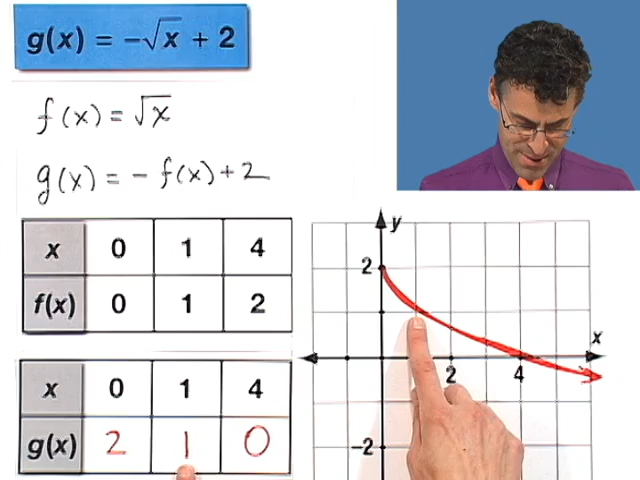 g(x) = -√x + 2
f(x) = √x
g(x) = - f(x) + 2
x 0 1 4
f(x) 0 1 2
x 0 1 4
g(x) 2 1 0
y
2
x
2 4
-2